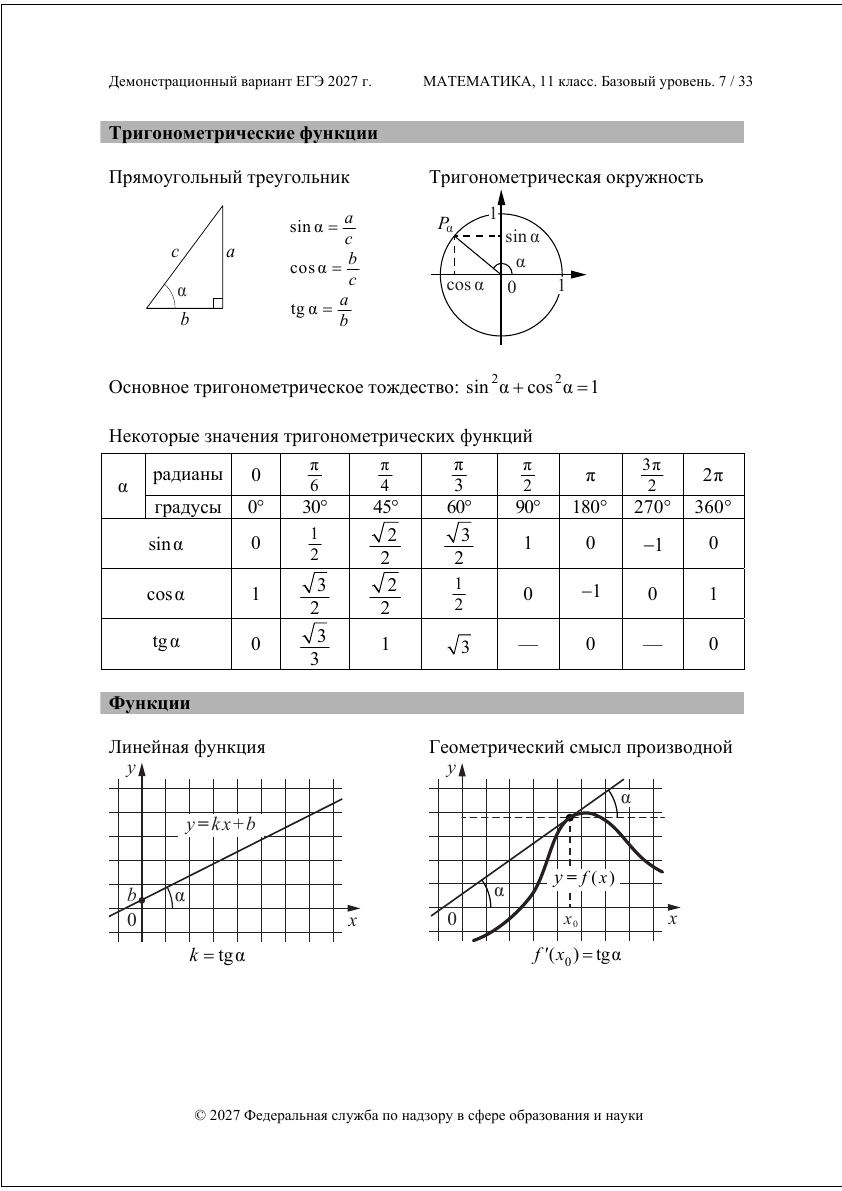 Демонстрационный вариант ЕГЭ 2027 г. МАТЕМАТИКА, 11 класс. Базовый уровень. 7 / 33
Тригонометрические функции
Прямоугольный треугольник
c a
α
b
sin α = a/c
cos α = b/c
tg α = a/b
Тригонометрическая окружность
1
Pα
sin α
α
cos α 0 1
Основное тригонометрическое тождество: sin²α + cos²α = 1
Некоторые значения тригонометрических функций
α радианы 0 π/6 π/4 π/3 π/2 π 3π/2 2π
градусы 0° 30° 45° 60° 90° 180° 270° 360°
sin α 0 1/2 √2/2 √3/2 1 0 –1 0
cos α 1 √3/2 √2/2 1/2 0 –1 0 1
tg α 0 √3/3 1 √3 — 0 — 0
Функции
Линейная функция
y
y = kx + b
b α
0 x
k = tg α
Геометрический смысл производной
y
α
y = f (x)
α
0 x₀ x
f ′(x₀) = tg α
© 2027 Федеральная служба по надзору в сфере образования и науки